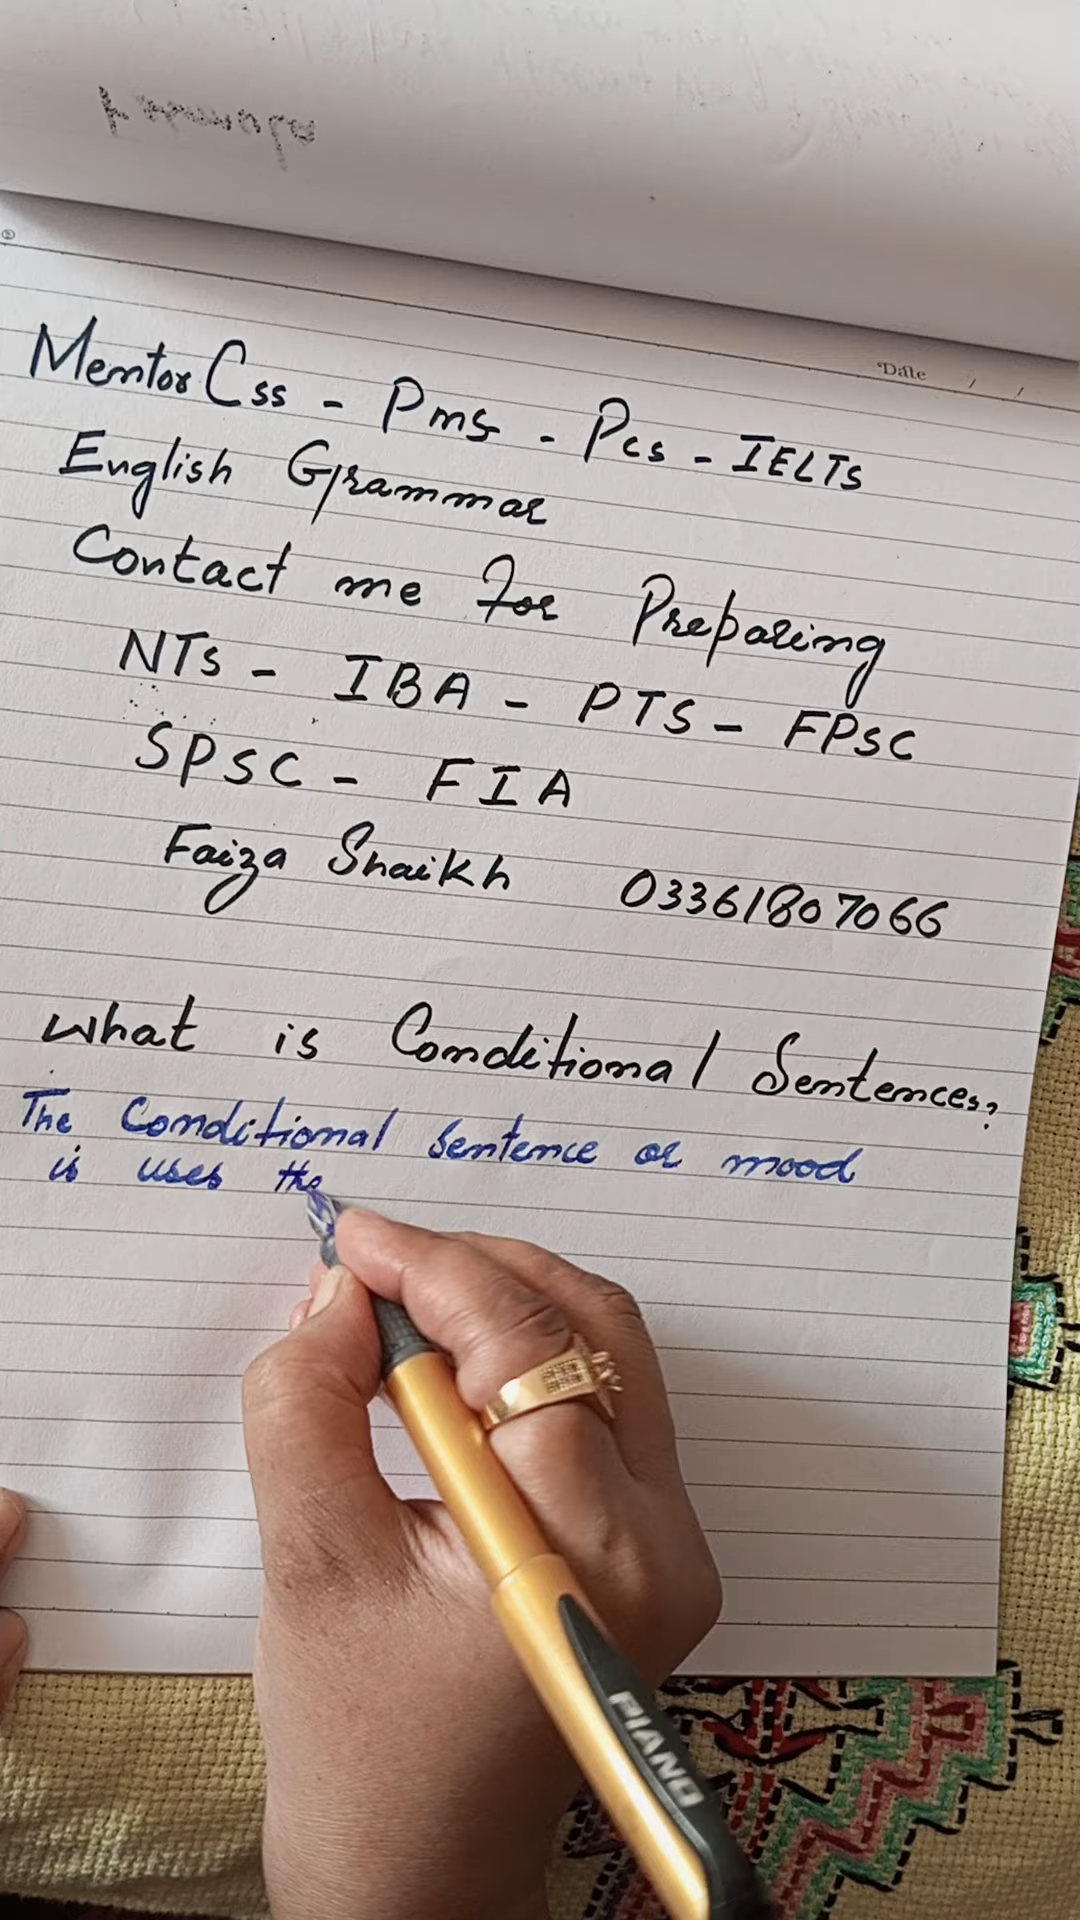 Date / /
Mentor Css - Pms - Pcs - IELTs
English Grammar
Contact me for Preparing
NTs - IBA - PTS - FPSC
SPSC - FIA
Faiza Shaikh 03361807066
What is Conditional Sentences?
The Conditional Sentence or mood
is uses the
PIANO